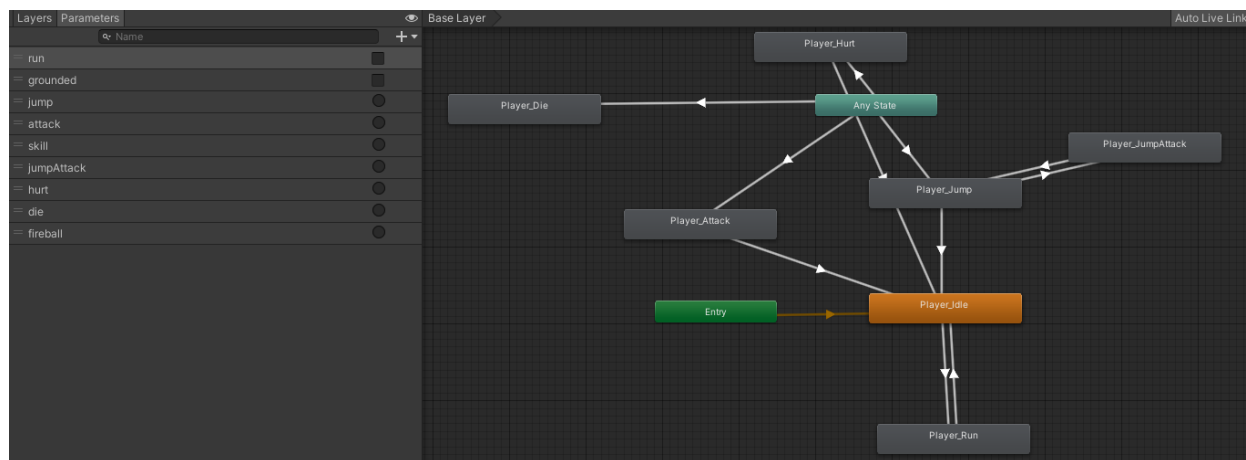 Layers Parameters
Name
run
grounded
jump
attack
skill
jumpAttack
hurt
die
fireball
Base Layer
Auto Live Link
Player_Hurt
Player_Die
Any State
Player_JumpAttack
Player_Jump
Player_Attack
Player_Idle
Entry
Player_Run